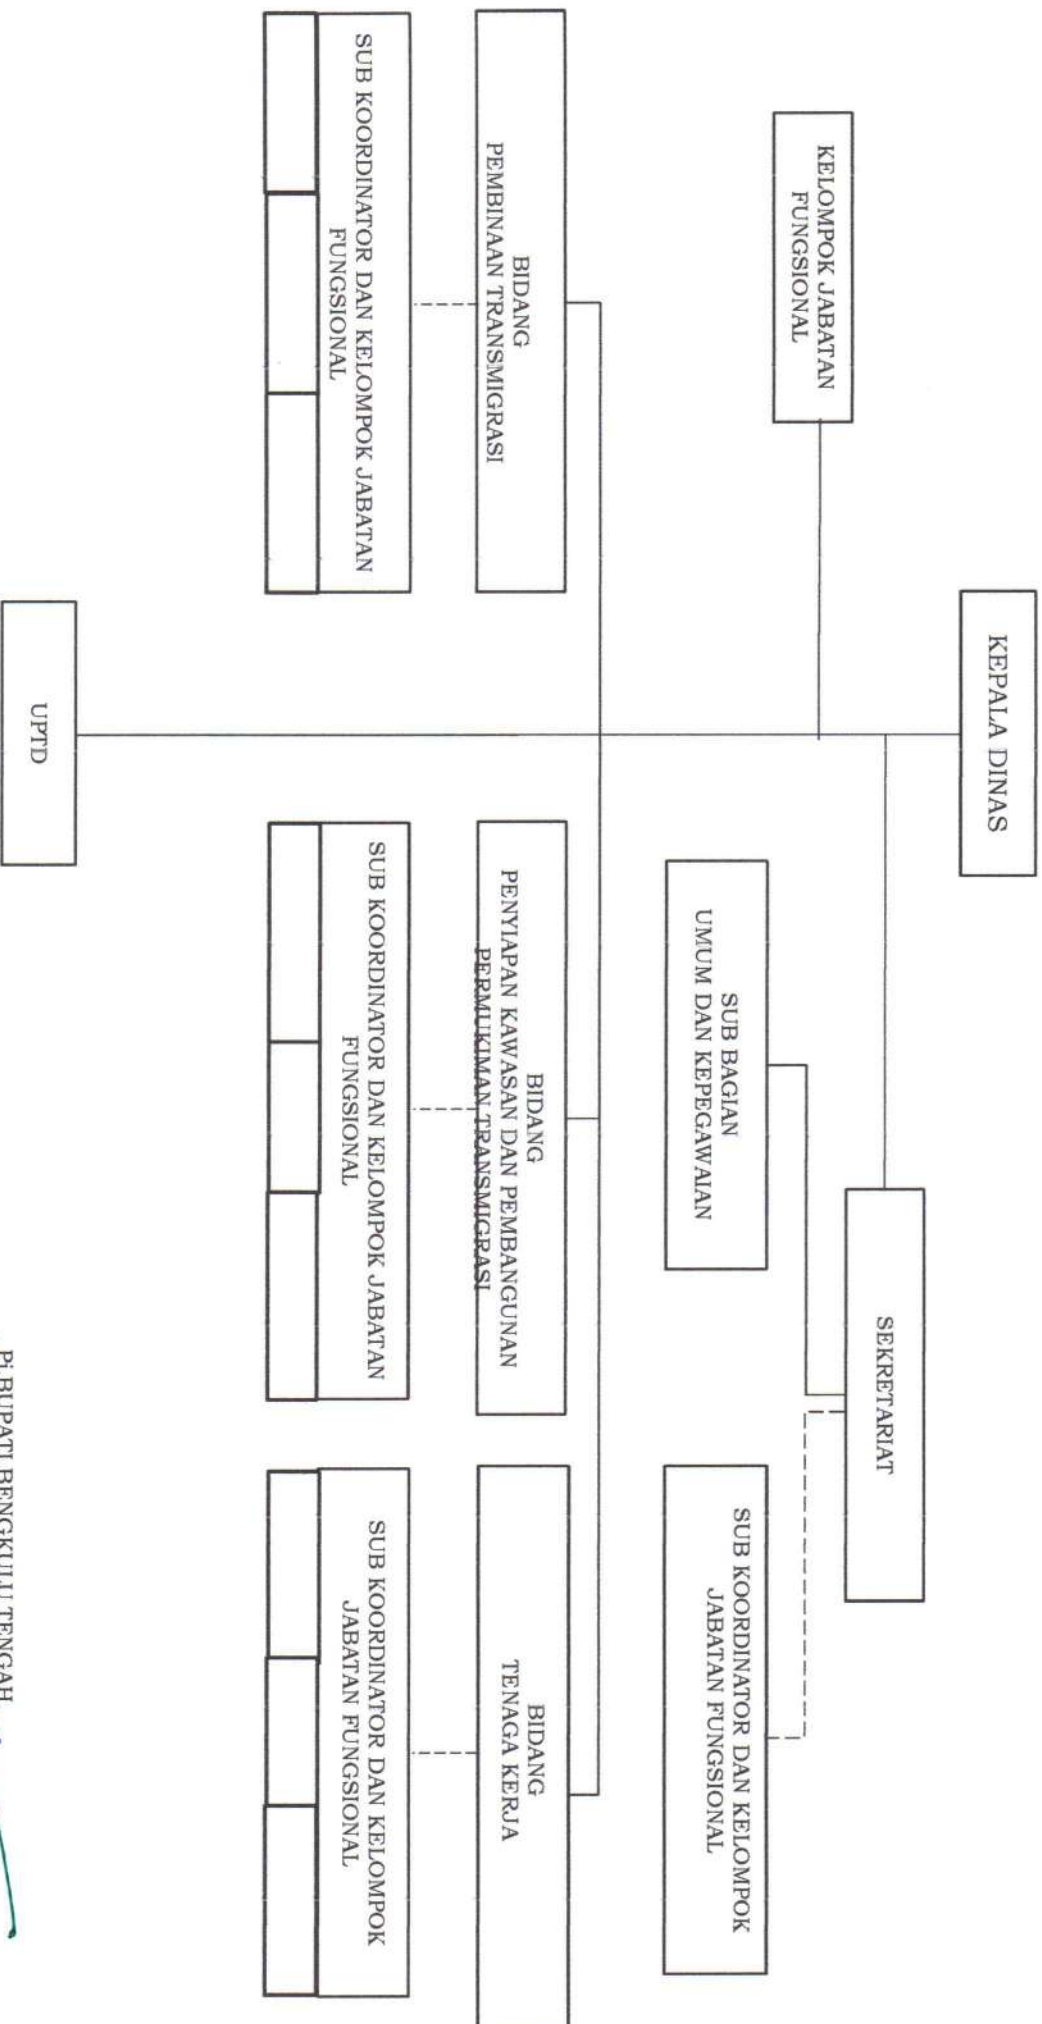 KEPALA DINAS
KELOMPOK JABATAN
FUNGSIONAL
SEKRETARIAT
SUB BAGIAN
UMUM DAN KEPEGAWAIAN
SUB KOORDINATOR DAN KELOMPOK
JABATAN FUNGSIONAL
BIDANG
PEMBINAAN TRANSMIGRASI
BIDANG
PENYIAPAN KAWASAN DAN PEMBANGUNAN
PERMUKIMAN TRANSMIGRASI
BIDANG
TENAGA KERJA
SUB KOORDINATOR DAN KELOMPOK JABATAN
FUNGSIONAL
SUB KOORDINATOR DAN KELOMPOK JABATAN
FUNGSIONAL
SUB KOORDINATOR DAN KELOMPOK
JABATAN FUNGSIONAL
UPTD
Pj.BUPATI BENGKULU TENGAH